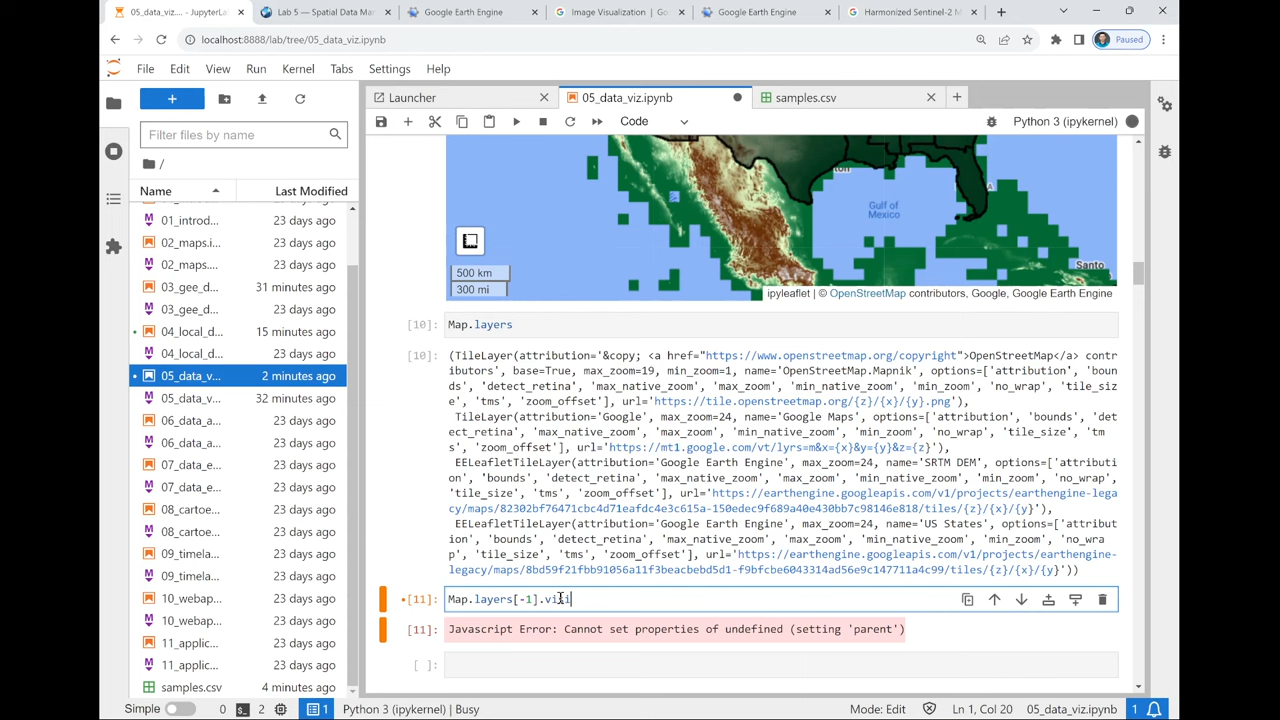 05_data_viz.... - JupyterLa
Lab 5 — Spatial Data Ma
Google Earth Engine
Image Visualization | Go
Google Earth Engine
Harmonized Sentinel-2 M
localhost:8888/lab/tree/05_data_viz.ipynb
Paused
File Edit View Run Kernel Tabs Settings Help
Launcher
05_data_viz.ipynb
samples.csv
Code
Python 3 (ipykernel)
Filter files by name
/
Name Last Modified
01_introd... 23 days ago
02_maps.i... 23 days ago
02_maps.... 23 days ago
03_gee_d... 31 minutes ago
03_gee_d... 23 days ago
04_local_d... 15 minutes ago
04_local_d... 23 days ago
05_data_v... 2 minutes ago
05_data_v... 32 minutes ago
06_data_a... 23 days ago
06_data_a... 23 days ago
07_data_e... 23 days ago
07_data_e... 23 days ago
08_cartoe... 23 days ago
08_cartoe... 23 days ago
09_timela... 23 days ago
09_timela... 23 days ago
10_webap... 23 days ago
10_webap... 23 days ago
11_applic... 23 days ago
11_applic... 23 days ago
samples.csv 4 minutes ago
Gulf of
Mexico
Santo
500 km
300 mi
ipyleaflet | © OpenStreetMap contributors, Google, Google Earth Engine
[10]: Map.layers
[10]: (TileLayer(attribution='&copy; <a href="https://www.openstreetmap.org/copyright">OpenStreetMap</a> contr
ibutors', base=True, max_zoom=19, min_zoom=1, name='OpenStreetMap.Mapnik', options=['attribution', 'boun
ds', 'detect_retina', 'max_native_zoom', 'max_zoom', 'min_native_zoom', 'min_zoom', 'no_wrap', 'tile_siz
e', 'tms', 'zoom_offset'], url='https://tile.openstreetmap.org/{z}/{x}/{y}.png'),
TileLayer(attribution='Google', max_zoom=24, name='Google Maps', options=['attribution', 'bounds', 'det
ect_retina', 'max_native_zoom', 'max_zoom', 'min_native_zoom', 'min_zoom', 'no_wrap', 'tile_size', 'tm
s', 'zoom_offset'], url='https://mt1.google.com/vt/lyrs=m&x={x}&y={y}&z={z}'),
EELeafletTileLayer(attribution='Google Earth Engine', max_zoom=24, name='SRTM DEM', options=['attributi
on', 'bounds', 'detect_retina', 'max_native_zoom', 'max_zoom', 'min_native_zoom', 'min_zoom', 'no_wrap',
'tile_size', 'tms', 'zoom_offset'], url='https://earthengine.googleapis.com/v1/projects/earthengine-lega
cy/maps/82302bf76471cbc4d71eafdc4e3c615a-150edec9f689a40e430bb7c98146e818/tiles/{z}/{x}/{y}'),
EELeafletTileLayer(attribution='Google Earth Engine', max_zoom=24, name='US States', options=['attribut
ion', 'bounds', 'detect_retina', 'max_native_zoom', 'max_zoom', 'min_native_zoom', 'min_zoom', 'no_wra
p', 'tile_size', 'tms', 'zoom_offset'], url='https://earthengine.googleapis.com/v1/projects/earthengine-
legacy/maps/8bd59f21fbb91056a11f3beacbebd5d1-f9bfcbe6043314ad56e9c147711a4c99/tiles/{z}/{x}/{y}'))
[11]: Map.layers[-1].visi
[11]: Javascript Error: Cannot set properties of undefined (setting 'parent')
[ ]:
Simple 0 2 1 Python 3 (ipykernel) | Busy Mode: Edit Ln 1, Col 20 05_data_viz.ipynb 1